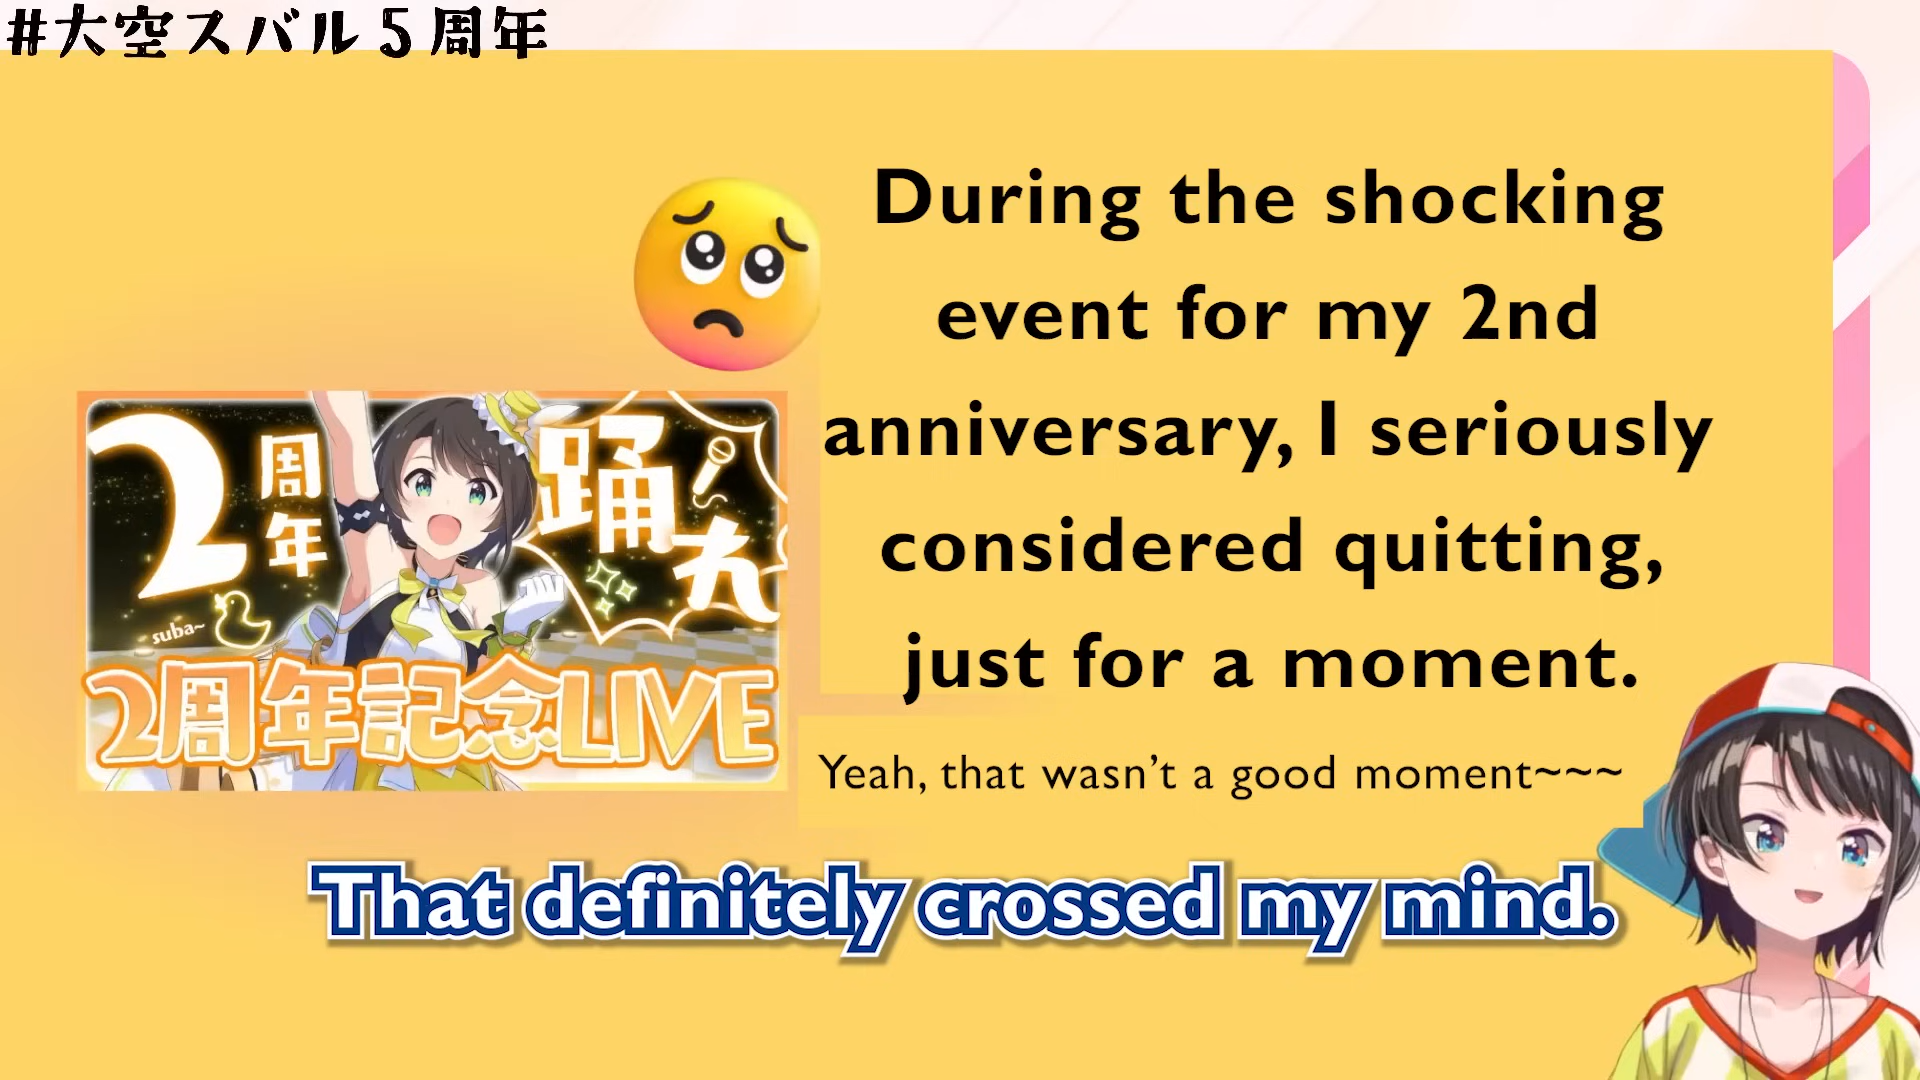 #大空スバル５周年
During the shocking
event for my 2nd
anniversary, I seriously
considered quitting,
just for a moment.
2周年
踊れ
suba~
2周年記念LIVE
Yeah, that wasn't a good moment~~~
That definitely crossed my mind.